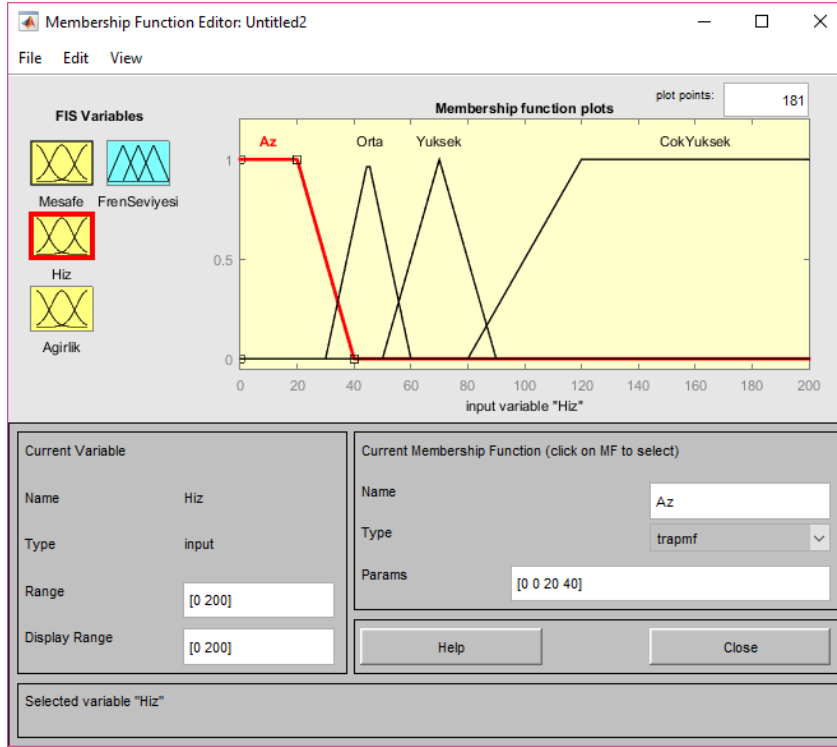 Membership Function Editor: Untitled2
File Edit View
FIS Variables
Mesafe FrenSeviyesi
Hiz
Agirlik
plot points: 181
Membership function plots
Az Orta Yuksek CokYuksek
1
0.5
0
0 20 40 60 80 100 120 140 160 180 200
input variable "Hiz"
Current Variable
Name Hiz
Type input
Range [0 200]
Display Range [0 200]
Current Membership Function (click on MF to select)
Name Az
Type trapmf
Params [0 0 20 40]
Help Close
Selected variable "Hiz"